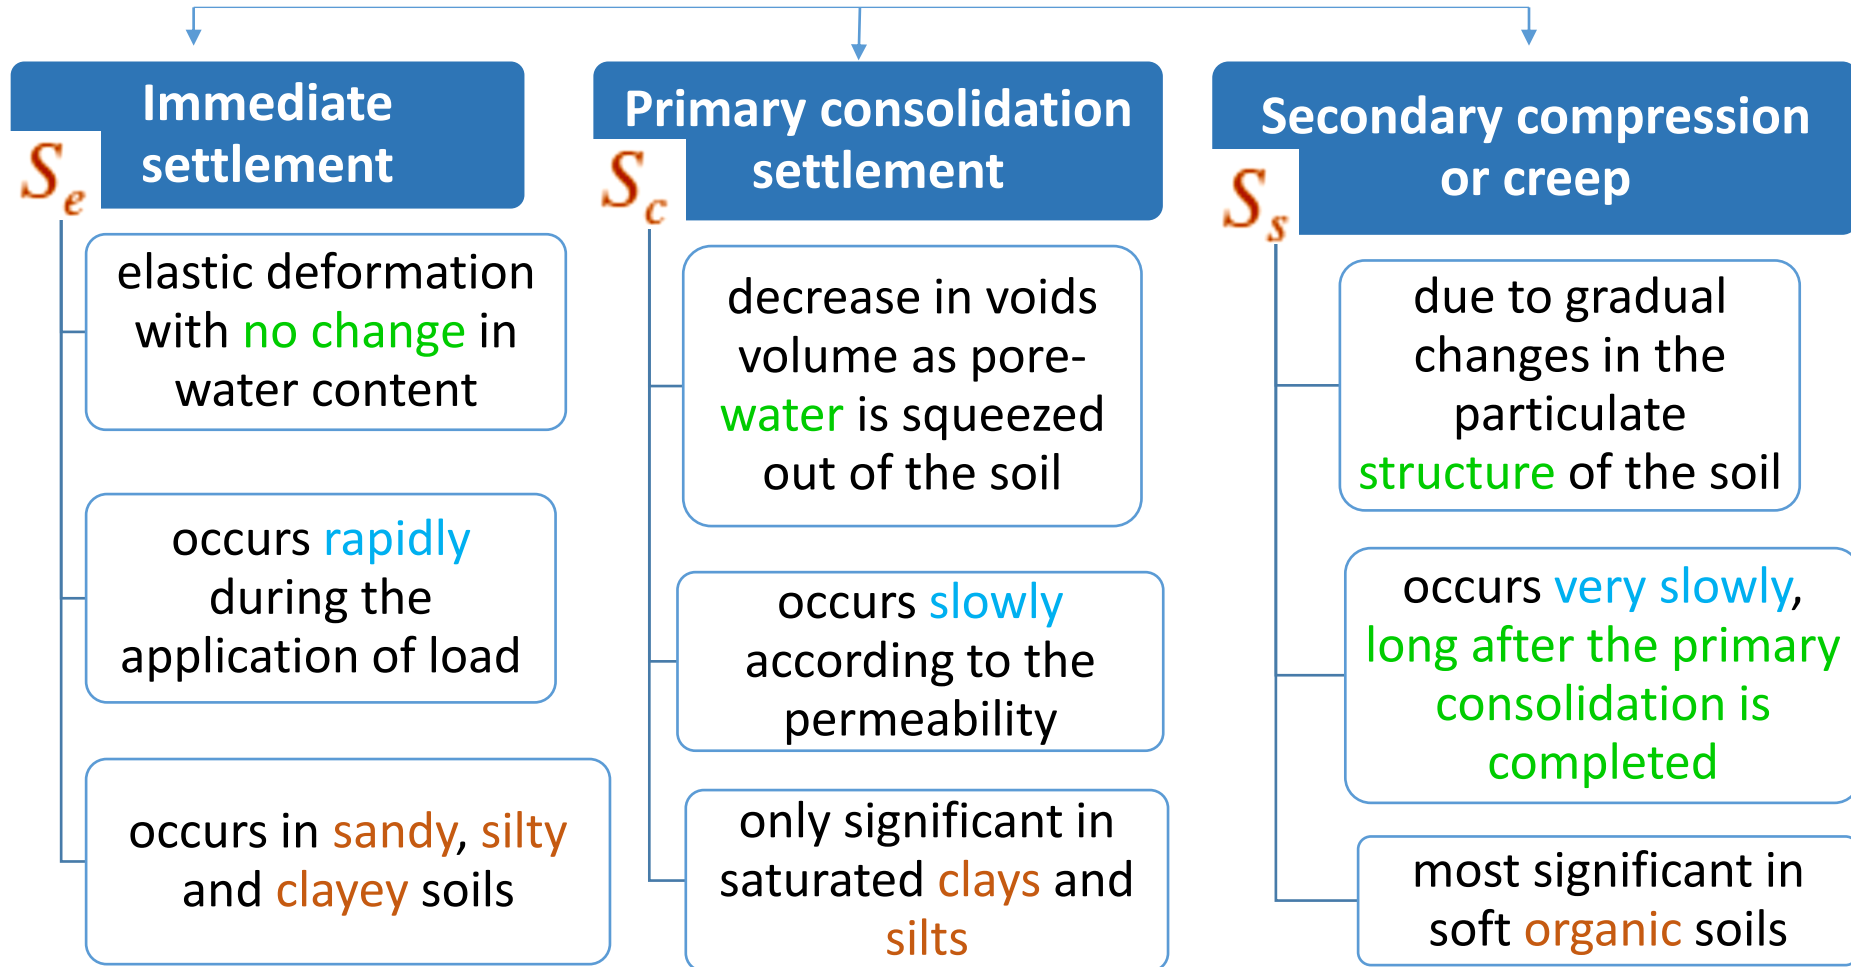 Immediate
settlement
S_e
elastic deformation
with no change in
water content
occurs rapidly
during the
application of load
occurs in sandy, silty
and clayey soils
Primary consolidation
settlement
S_c
decrease in voids
volume as pore-
water is squeezed
out of the soil
occurs slowly
according to the
permeability
only significant in
saturated clays and
silts
Secondary compression
or creep
S_s
due to gradual
changes in the
particulate
structure of the soil
occurs very slowly,
long after the primary
consolidation is
completed
most significant in
soft organic soils